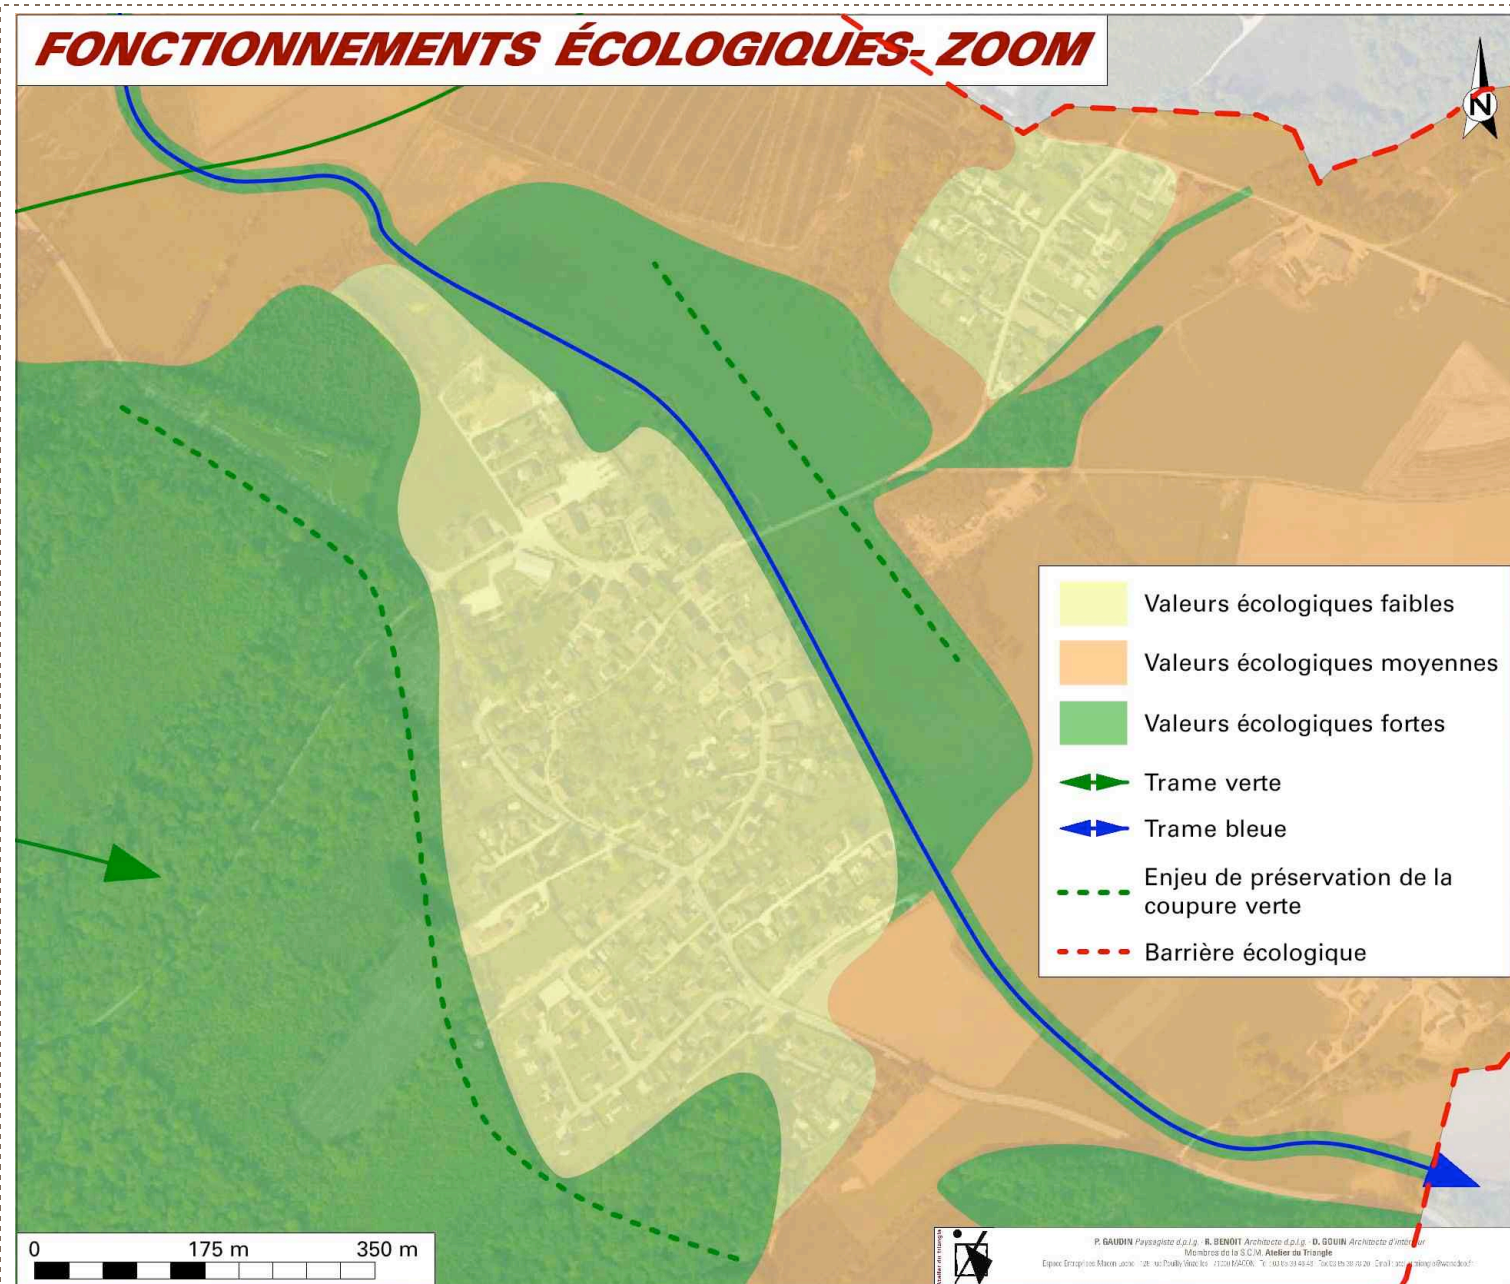 FONCTIONNEMENTS ÉCOLOGIQUES- ZOOM
N
Valeurs écologiques faibles
Valeurs écologiques moyennes
Valeurs écologiques fortes
Trame verte
Trame bleue
Enjeu de préservation de la
coupure verte
Barrière écologique
0 175 m 350 m
P. GAUDIN Paysagiste d.p.l.g. - R. BENOIT Architecte d.p.l.g. - D. GOUIN Architecte d'intérieur
Membres de la S.C.M. Atelier du Triangle